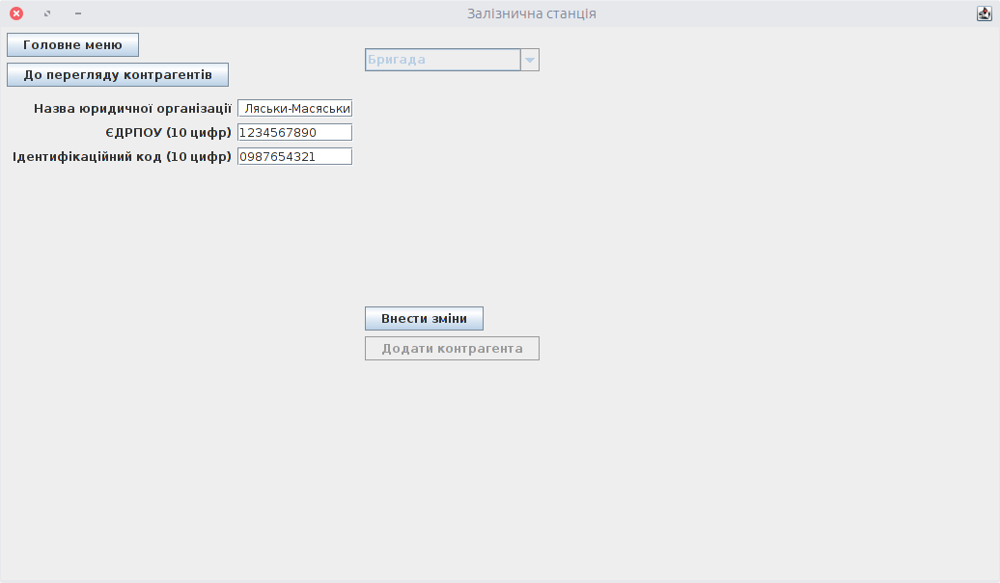 Залізнична станція
Головне меню
До перегляду контрагентів
Бригада
Назва юридичної організації Ляськи-Масяськи
ЄДРПОУ (10 цифр) 1234567890
Ідентифікаційний код (10 цифр) 0987654321
Внести зміни
Додати контрагента